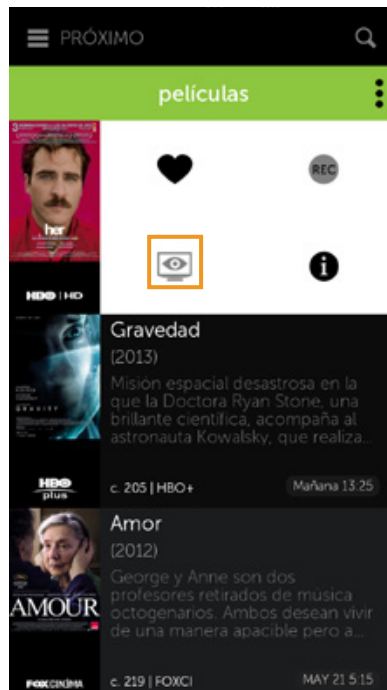 PRÓXIMO
películas
her
HBO | HD
REC
i
GRAVITY
HBO
plus
Gravedad
(2013)
Misión espacial desastrosa en la
que la Doctora Ryan Stone, una
brillante científica, acompaña al
astronauta Kowalsky, que realiza...
c. 205 | HBO+
Mañana 13.25
AMOUR
FOXCINEMA
Amor
(2012)
George y Anne son dos
profesores retirados de música
octogenarios. Ambos desean vivir
de una manera apacible pero a...
c. 219 | FOXCI
MAY 21 5:15